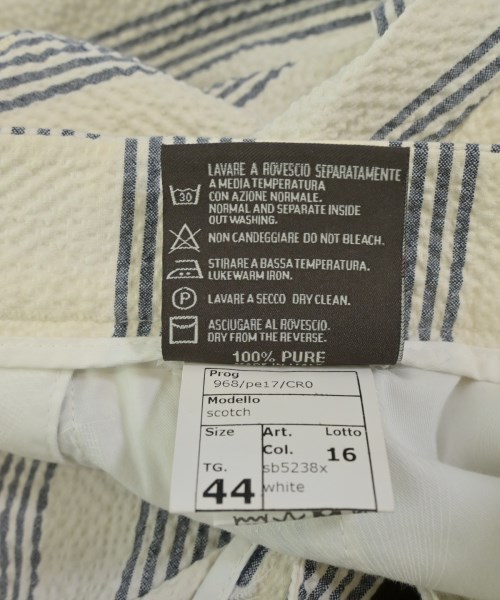 LAVARE A ROVESCIO SEPARATAMENTE
A MEDIA TEMPERATURA
CON AZIONE NORMALE.
NORMAL AND SEPARATE INSIDE
OUT WASHING.
30
NON CANDEGGIARE DO NOT BLEACH.
STIRARE A BASSA TEMPERATURA.
LUKEWARM IRON.
P
LAVARE A SECCO DRY CLEAN.
ASCIUGARE AL ROVESCIO.
DRY FROM THE REVERSE.
100% PURE
Prog
968/pe17/CR0
Modello
scotch
Size Art. Lotto
Col. 16
TG. sb5238x
44 white